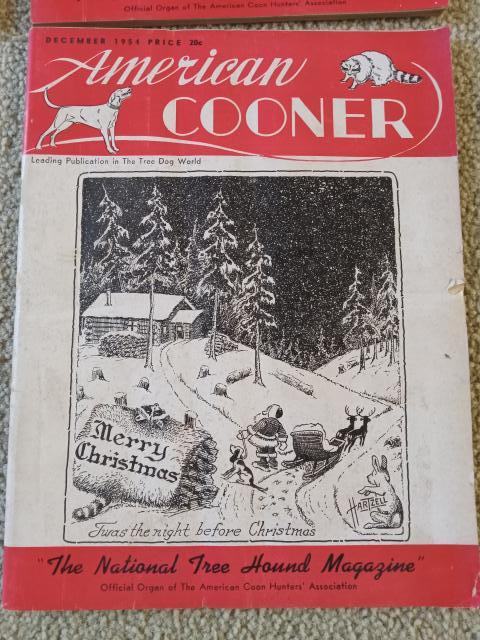 Official Organ of The American Coon Hunters' Association
DECEMBER 1954 PRICE 20c
American
COONER
Leading Publication in The Tree Dog World
Merry
Christmas
HARTZELL
'Twas the night before Christmas
"The National Tree Hound Magazine"
Official Organ of The American Coon Hunters' Association